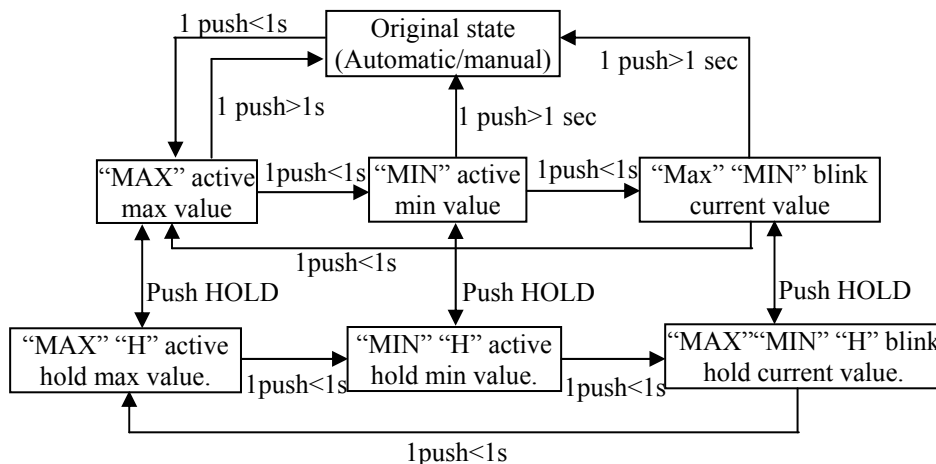 1 push<1s
Original state
(Automatic/manual)
1 push>1 sec
1 push>1s
1 push>1 sec
“MAX” active
max value
1push<1s
“MIN” active
min value
1push<1s
“Max” “MIN” blink
current value
1push<1s
Push HOLD
Push HOLD
Push HOLD
“MAX” “H” active
hold max value.
1push<1s
“MIN” “H” active
hold min value.
1push<1s
“MAX”“MIN” “H” blink
hold current value.
1push<1s